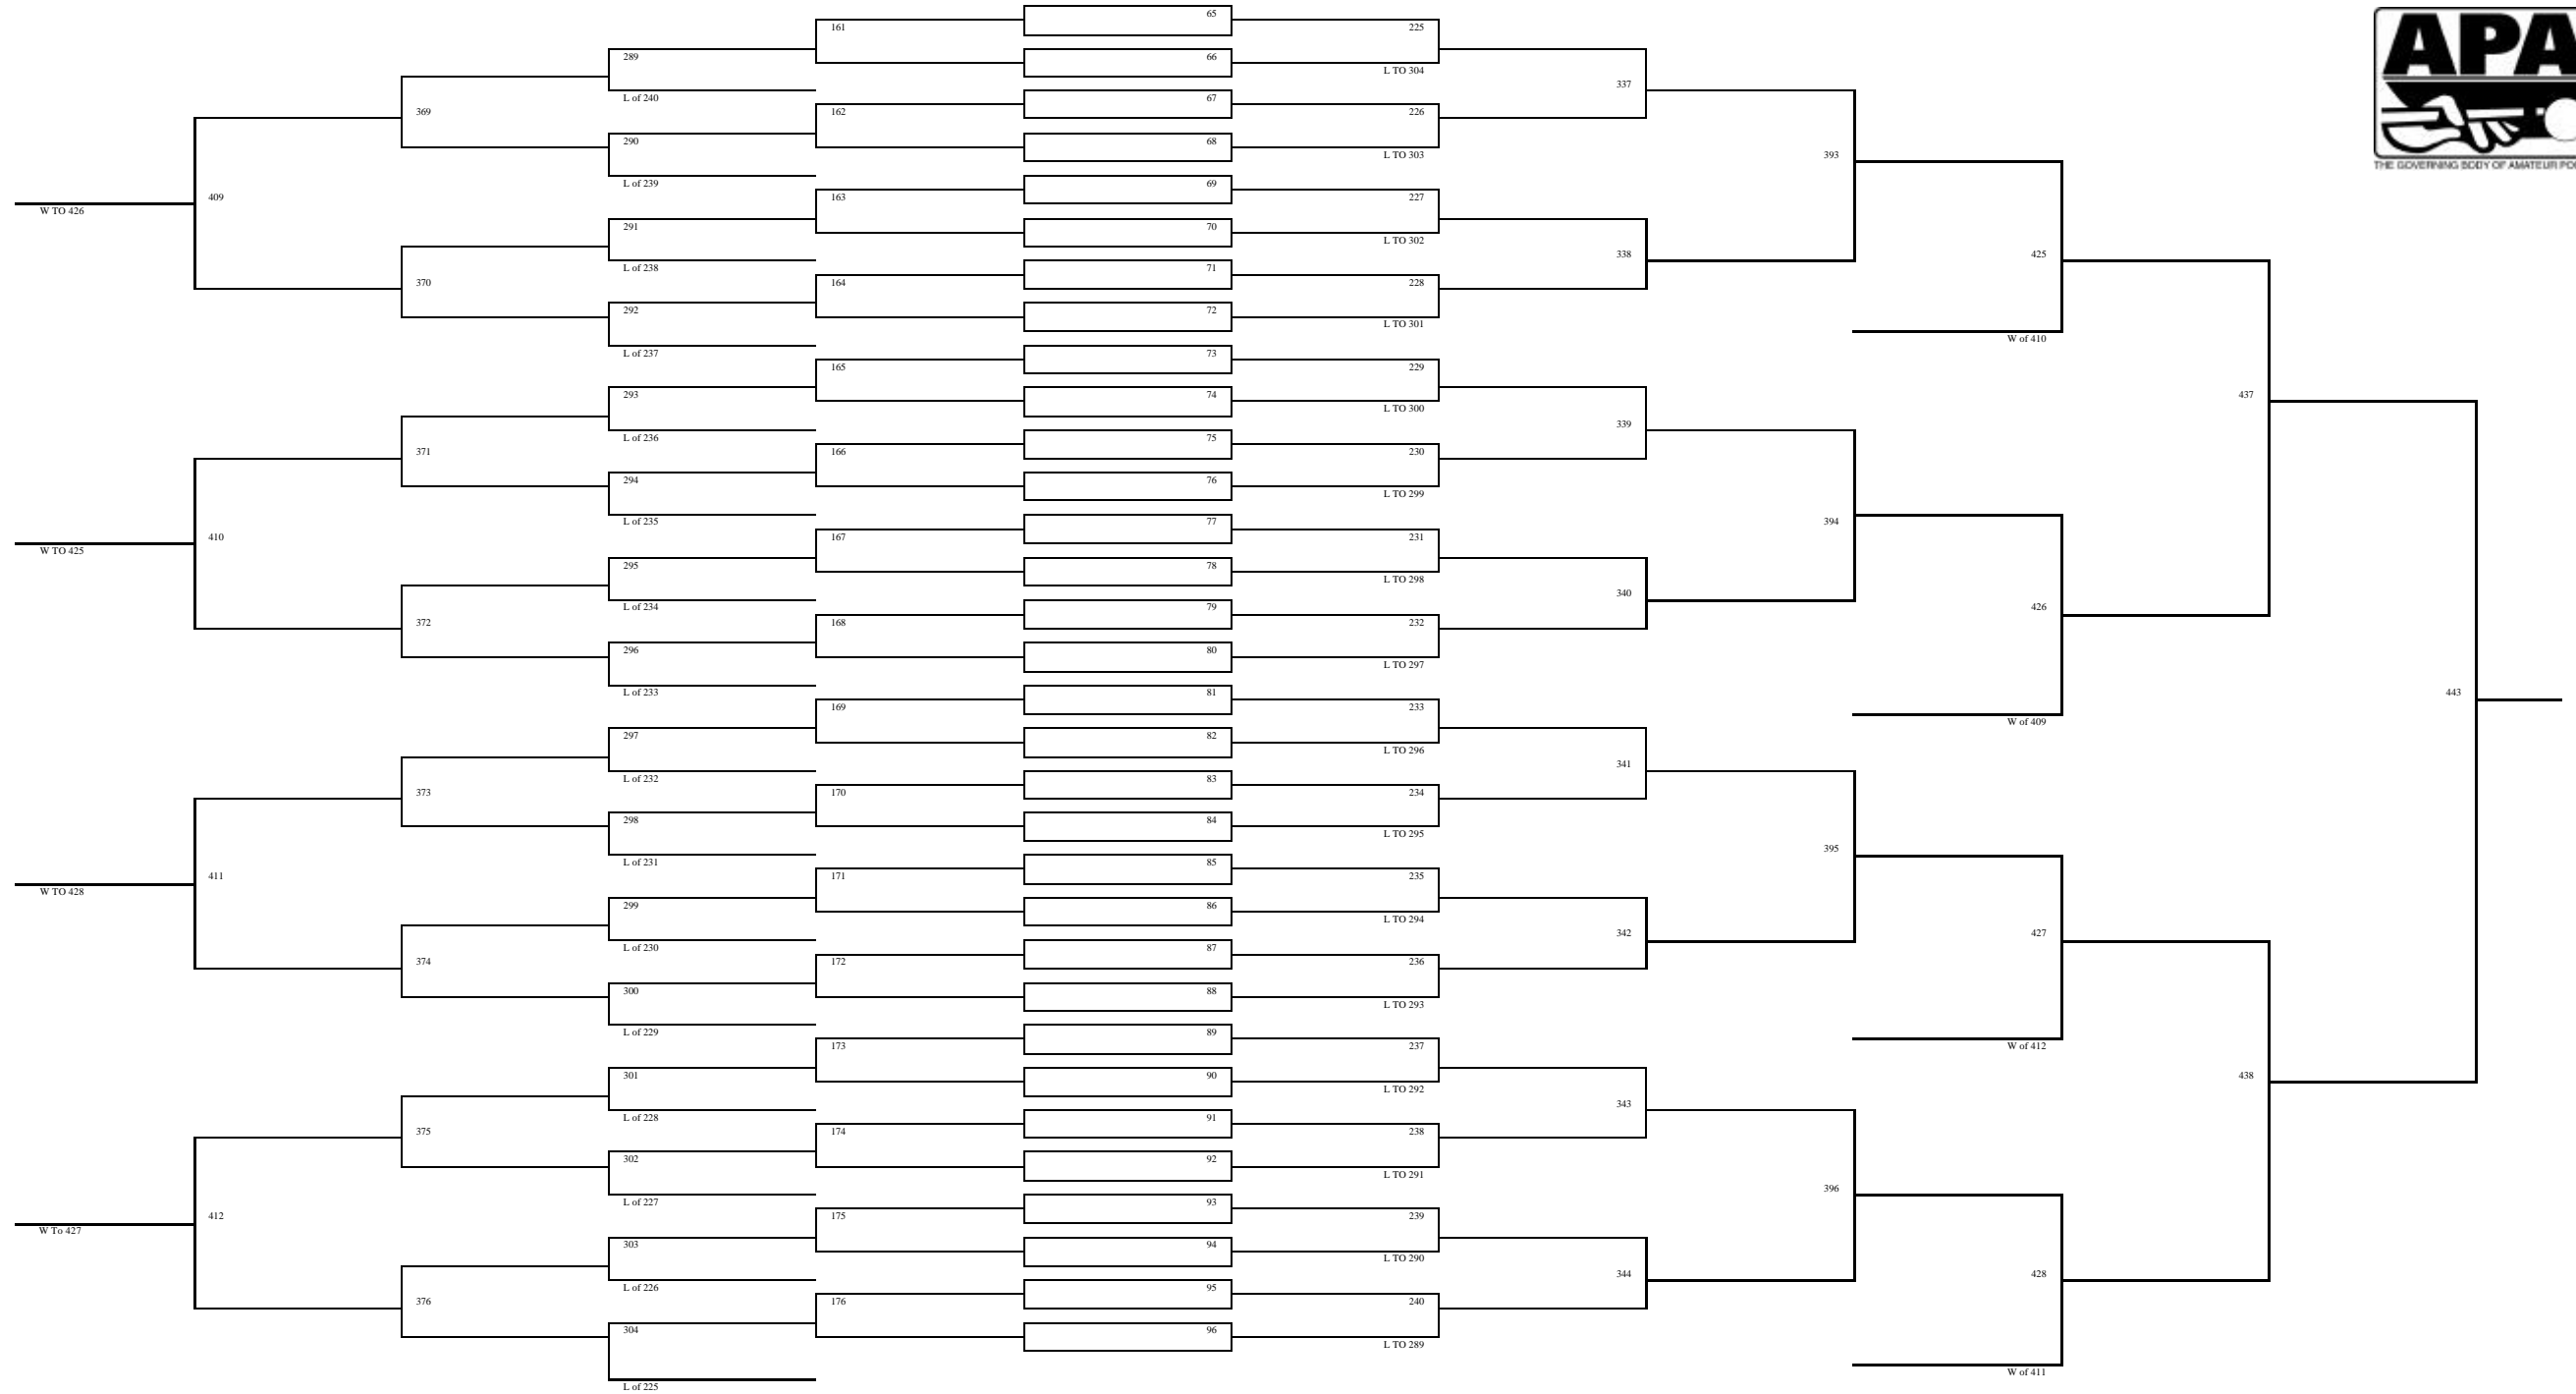 65
161 225
289 66
L TO 304
337
L of 240 67
369 162 226
290 68
L TO 303
393
L of 239 69
409 163 227
W TO 426
291 70
L TO 302
338 425
L of 238 71
370 164 228
292 72
L TO 301
W of 410
L of 237 73
165 229
293 74 437
L TO 300
339
L of 236 75
371 166 230
294 76
L TO 299
L of 235 77 394
410 167 231
W TO 425
295 78
L TO 298
340
L of 234 79 426
372 168 232
296 80
L TO 297
L of 233 81 443
169 233
W of 409
297 82
L TO 296
341
L of 232 83
373 170 234
298 84
L TO 295
395
L of 231 85
411 171 235
W TO 428
299 86
L TO 294
342 427
L of 230 87
374 172 236
300 88
L TO 293
L of 229 89
173 237 W of 412
301 90 438
L TO 292
343
L of 228 91
375 174 238
302 92
L TO 291
396
L of 227 93
412 175 239
W To 427
303 94
L TO 290
344 428
L of 226 95
376 176 240
304 96
L TO 289
W of 411
L of 225
APA
THE GOVERNING BODY OF AMATEUR